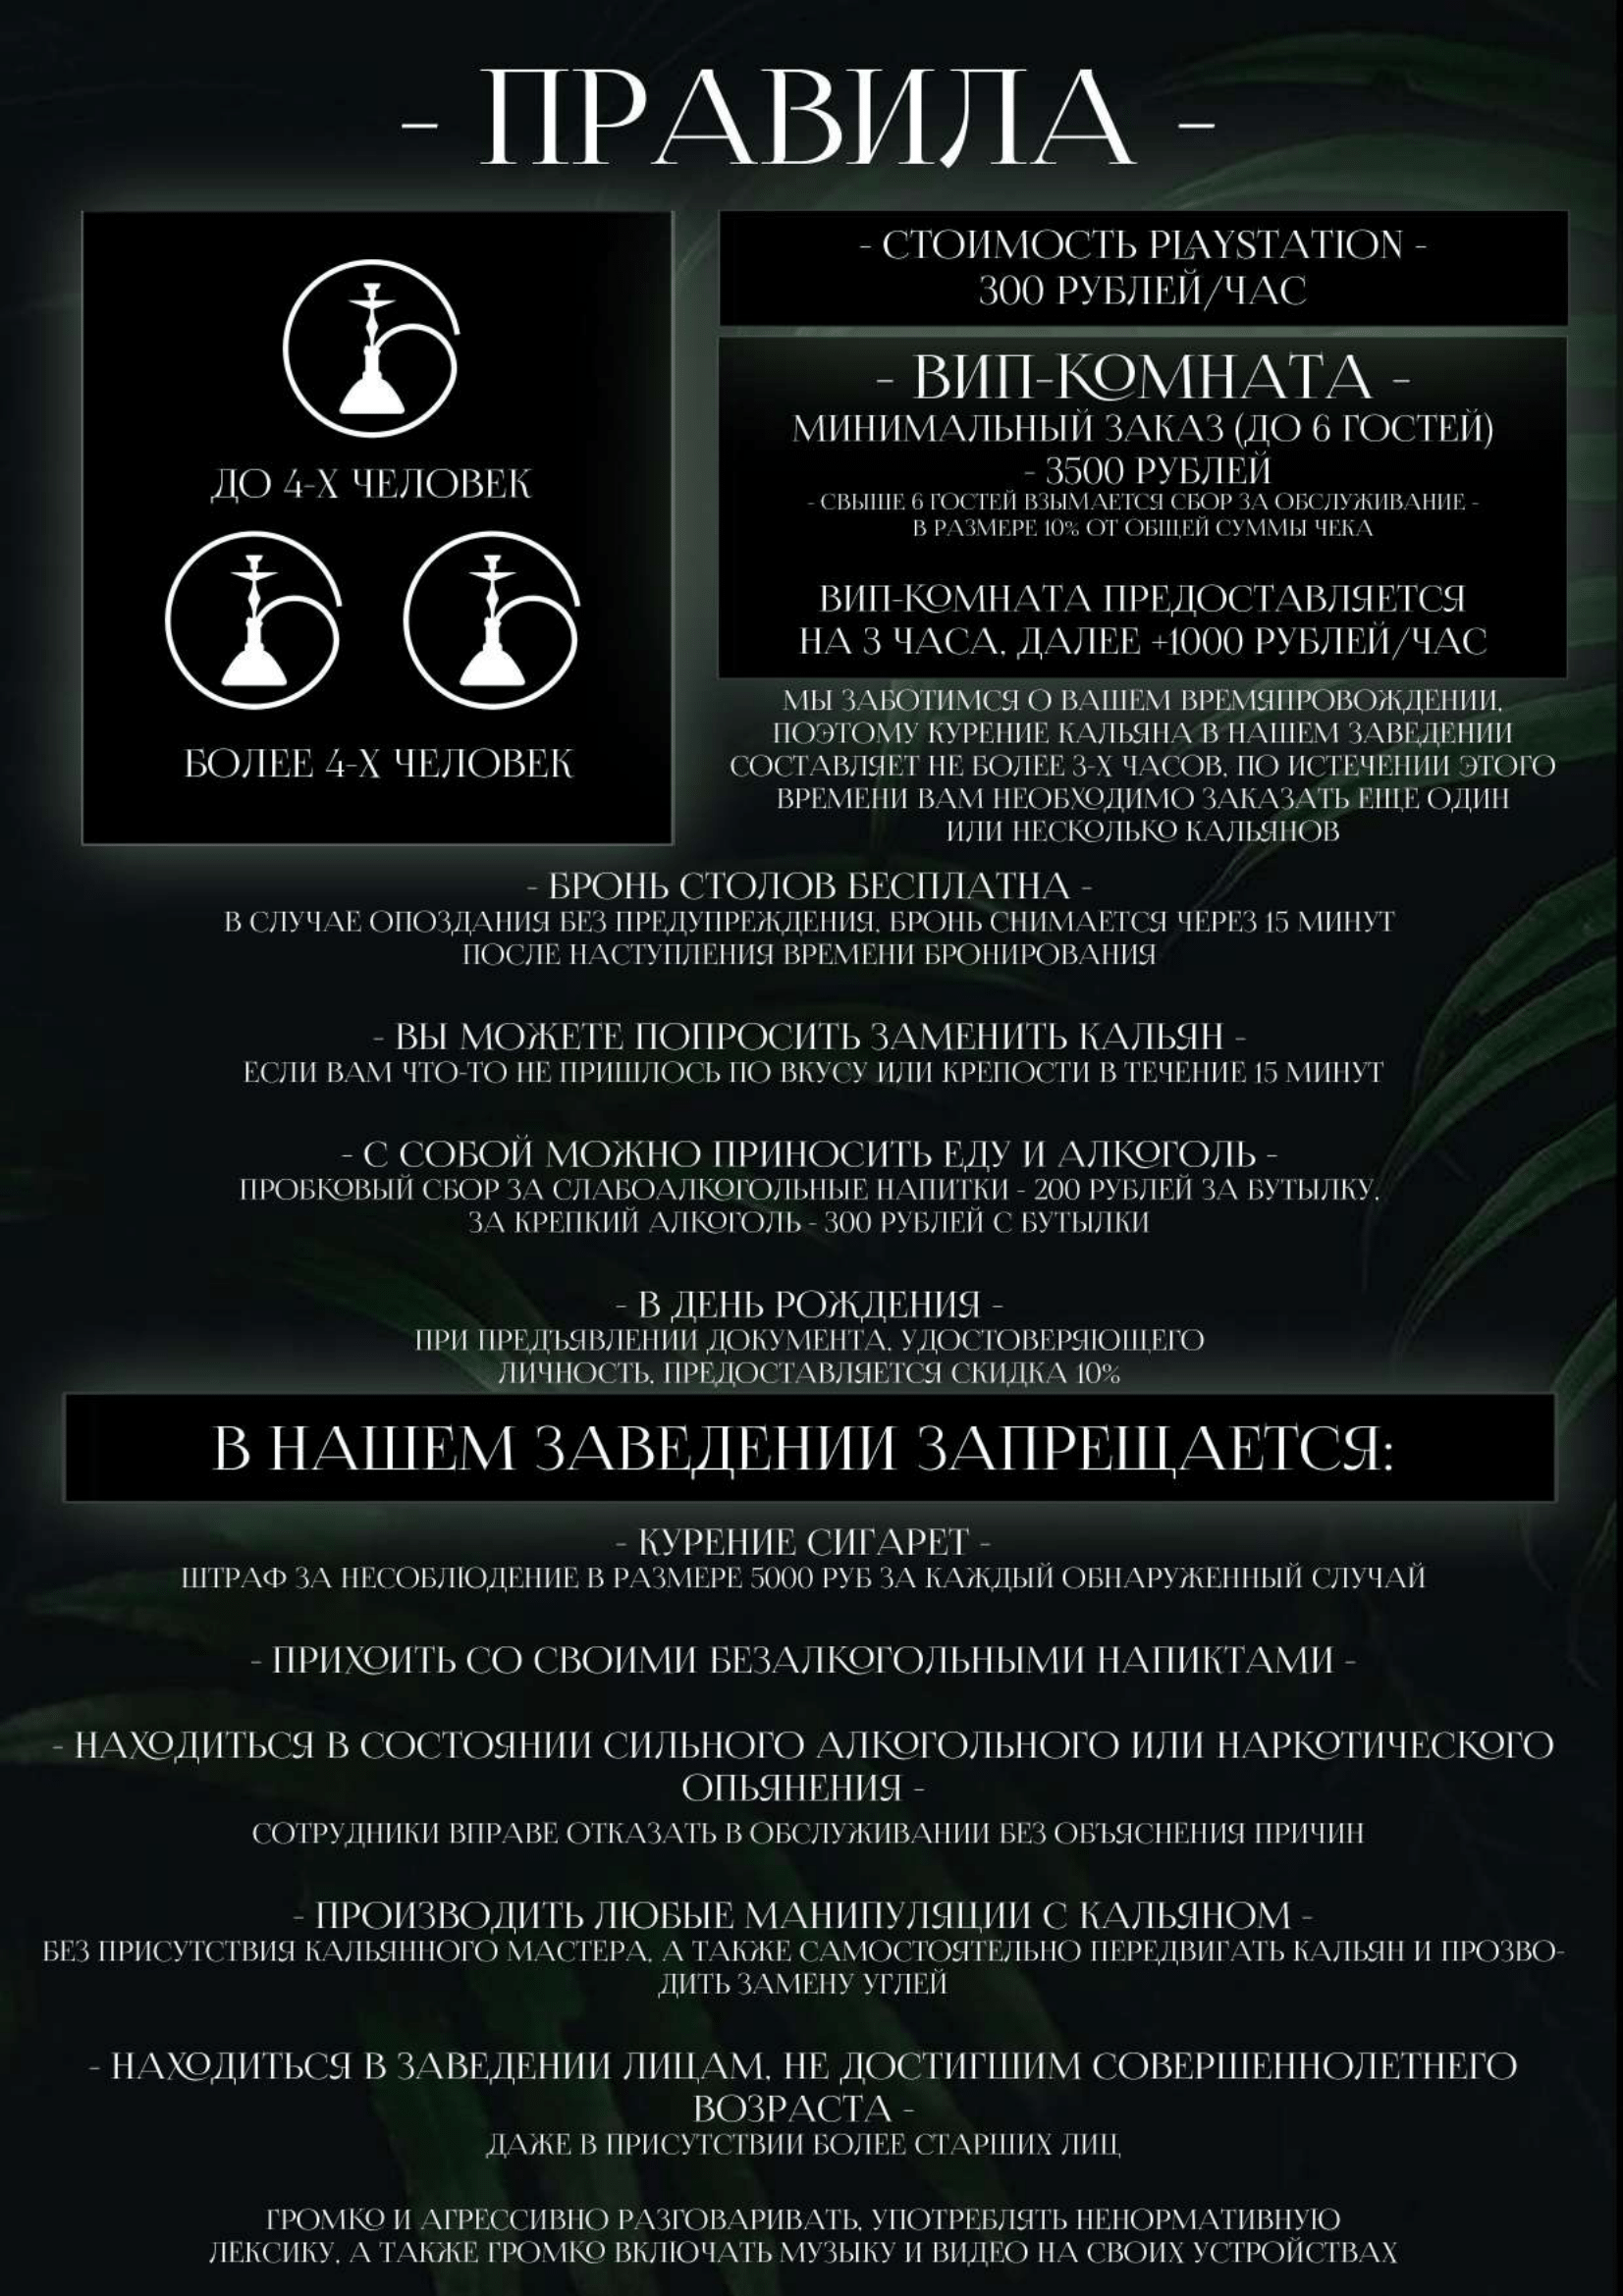 - ПРАВИЛА -
ДО 4-Х ЧЕЛОВЕК
БОЛЕЕ 4-Х ЧЕЛОВЕК
- СТОИМОСТЬ PLAYSTATION -
300 РУБЛЕЙ/ЧАС
- ВИП-КОМНАТА -
МИНИМАЛЬНЫЙ ЗАКАЗ (ДО 6 ГОСТЕЙ)
- 3500 РУБЛЕЙ
- СВЫШЕ 6 ГОСТЕЙ ВЗЫМАЕТСЯ СБОР ЗА ОБСЛУЖИВАНИЕ -
В РАЗМЕРЕ 10% ОТ ОБЩЕЙ СУММЫ ЧЕКА
ВИП-КОМНАТА ПРЕДОСТАВЛЯЕТСЯ
НА 3 ЧАСА, ДАЛЕЕ +1000 РУБЛЕЙ/ЧАС
МЫ ЗАБОТИМСЯ О ВАШЕМ ВРЕМЯПРОВОЖДЕНИИ,
ПОЭТОМУ КУРЕНИЕ КАЛЬЯНА В НАШЕМ ЗАВЕДЕНИИ
СОСТАВЛЯЕТ НЕ БОЛЕЕ 3-Х ЧАСОВ, ПО ИСТЕЧЕНИИ ЭТОГО
ВРЕМЕНИ ВАМ НЕОБХОДИМО ЗАКАЗАТЬ ЕЩЕ ОДИН
ИЛИ НЕСКОЛЬКО КАЛЬЯНОВ
- БРОНЬ СТОЛОВ БЕСПЛАТНА -
В СЛУЧАЕ ОПОЗДАНИЯ БЕЗ ПРЕДУПРЕЖДЕНИЯ, БРОНЬ СНИМАЕТСЯ ЧЕРЕЗ 15 МИНУТ
ПОСЛЕ НАСТУПЛЕНИЯ ВРЕМЕНИ БРОНИРОВАНИЯ
- ВЫ МОЖЕТЕ ПОПРОСИТЬ ЗАМЕНИТЬ КАЛЬЯН -
ЕСЛИ ВАМ ЧТО-ТО НЕ ПРИШЛОСЬ ПО ВКУСУ ИЛИ КРЕПОСТИ В ТЕЧЕНИЕ 15 МИНУТ
- С СОБОЙ МОЖНО ПРИНОСИТЬ ЕДУ И АЛКОГОЛЬ -
ПРОБКОВЫЙ СБОР ЗА СЛАБОАЛКОГОЛЬНЫЕ НАПИТКИ - 200 РУБЛЕЙ ЗА БУТЫЛКУ,
ЗА КРЕПКИЙ АЛКОГОЛЬ - 300 РУБЛЕЙ С БУТЫЛКИ
- В ДЕНЬ РОЖДЕНИЯ -
ПРИ ПРЕДЪЯВЛЕНИИ ДОКУМЕНТА, УДОСТОВЕРЯЮЩЕГО
ЛИЧНОСТЬ, ПРЕДОСТАВЛЯЕТСЯ СКИДКА 10%
В НАШЕМ ЗАВЕДЕНИИ ЗАПРЕЩАЕТСЯ:
- КУРЕНИЕ СИГАРЕТ -
ШТРАФ ЗА НЕСОБЛЮДЕНИЕ В РАЗМЕРЕ 5000 РУБ ЗА КАЖДЫЙ ОБНАРУЖЕННЫЙ СЛУЧАЙ
- ПРИХОИТЬ СО СВОИМИ БЕЗАЛКОГОЛЬНЫМИ НАПИКТАМИ -
- НАХОДИТЬСЯ В СОСТОЯНИИ СИЛЬНОГО АЛКОГОЛЬНОГО ИЛИ НАРКОТИЧЕСКОГО
ОПЬЯНЕНИЯ -
СОТРУДНИКИ ВПРАВЕ ОТКАЗАТЬ В ОБСЛУЖИВАНИИ БЕЗ ОБЪЯСНЕНИЯ ПРИЧИН
- ПРОИЗВОДИТЬ ЛЮБЫЕ МАНИПУЛЯЦИИ С КАЛЬЯНОМ -
БЕЗ ПРИСУТСТВИЯ КАЛЬЯННОГО МАСТЕРА, А ТАКЖЕ САМОСТОЯТЕЛЬНО ПЕРЕДВИГАТЬ КАЛЬЯН И ПРОЗВО-
ДИТЬ ЗАМЕНУ УГЛЕЙ
- НАХОДИТЬСЯ В ЗАВЕДЕНИИ ЛИЦАМ, НЕ ДОСТИГШИМ СОВЕРШЕННОЛЕТНЕГО
ВОЗРАСТА -
ДАЖЕ В ПРИСУТСТВИИ БОЛЕЕ СТАРШИХ ЛИЦ
ГРОМКО И АГРЕССИВНО РАЗГОВАРИВАТЬ, УПОТРЕБЛЯТЬ НЕНОРМАТИВНУЮ
ЛЕКСИКУ, А ТАКЖЕ ГРОМКО ВКЛЮЧАТЬ МУЗЫКУ И ВИДЕО НА СВОИХ УСТРОЙСТВАХ